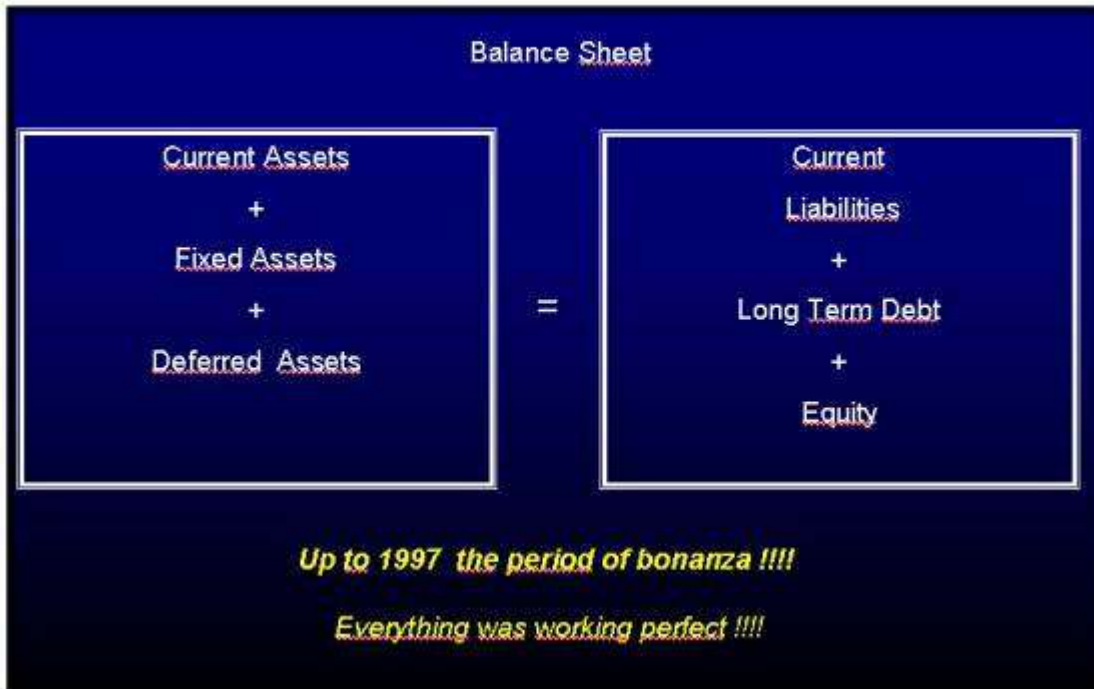 Balance Sheet
Current Assets
+
Fixed Assets
+
Deferred Assets
=
Current
Liabilities
+
Long Term Debt
+
Equity
Up to 1997 the period of bonanza !!!!
Everything was working perfect !!!!